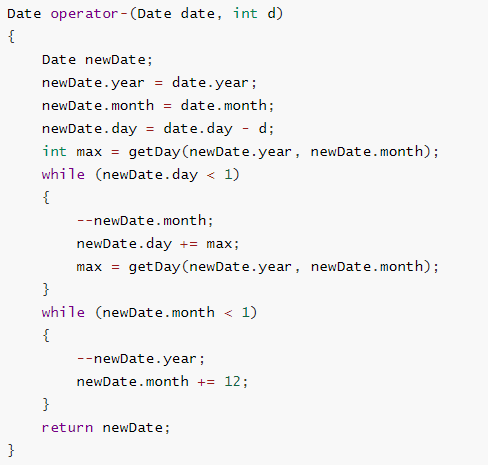 Date operator-(Date date, int d)
{
    Date newDate;
    newDate.year = date.year;
    newDate.month = date.month;
    newDate.day = date.day - d;
    int max = getDay(newDate.year, newDate.month);
    while (newDate.day < 1)
    {
        --newDate.month;
        newDate.day += max;
        max = getDay(newDate.year, newDate.month);
    }
    while (newDate.month < 1)
    {
        --newDate.year;
        newDate.month += 12;
    }
    return newDate;
}